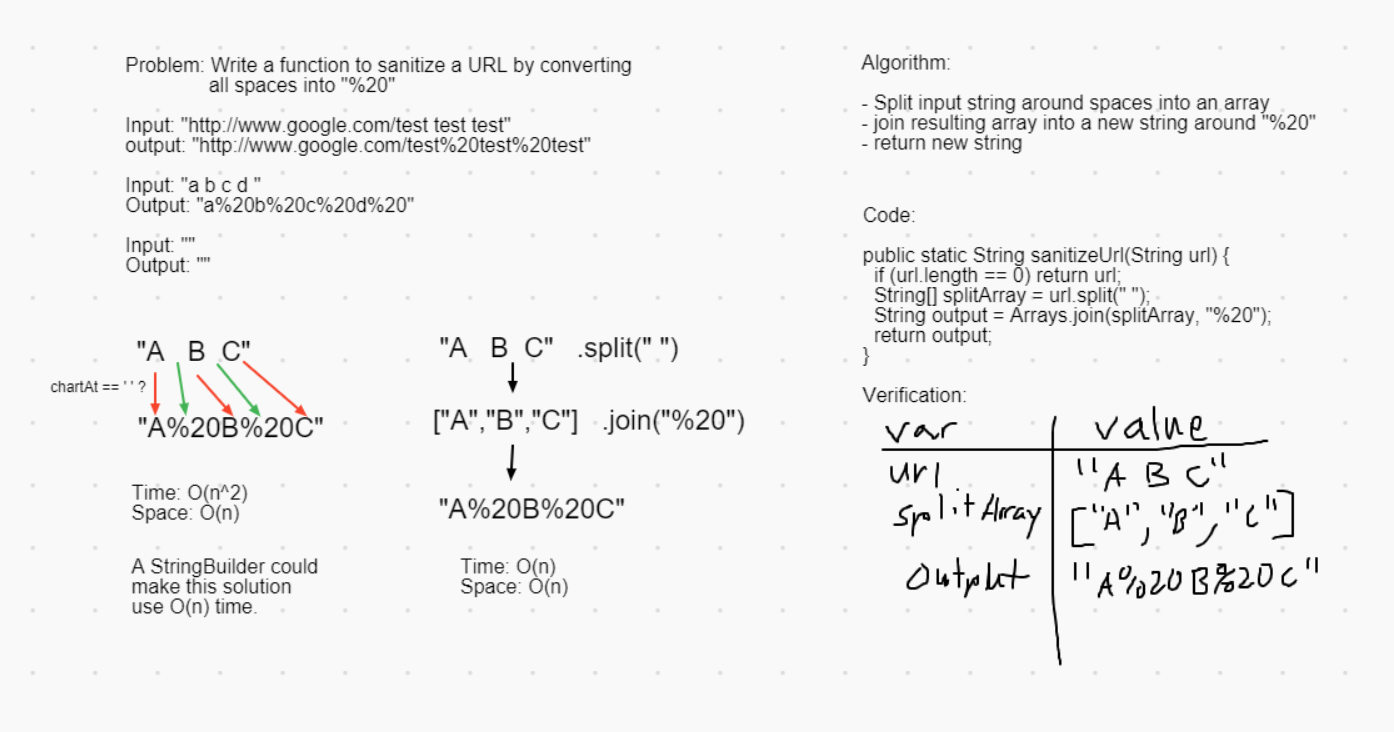 Problem: Write a function to sanitize a URL by converting
all spaces into "%20"
Input: "http://www.google.com/test test test"
output: "http://www.google.com/test%20test%20test"
Input: "a b c d "
Output: "a%20b%20c%20d%20"
Input: ""
Output: ""
"A B C"
chartAt == ' ' ?
"A%20B%20C"
Time: O(n^2)
Space: O(n)
A StringBuilder could
make this solution
use O(n) time.
"A B C" .split(" ")
["A","B","C"] .join("%20")
"A%20B%20C"
Time: O(n)
Space: O(n)
Algorithm:
- Split input string around spaces into an array
- join resulting array into a new string around "%20"
- return new string
Code:
public static String sanitizeUrl(String url) {
if (url.length == 0) return url;
String[] splitArray = url.split(" ");
String output = Arrays.join(splitArray, "%20");
return output;
}
Verification:
var value
url "A B C"
splitArray ["A", "B", "C"]
Output "A%20B%20C"